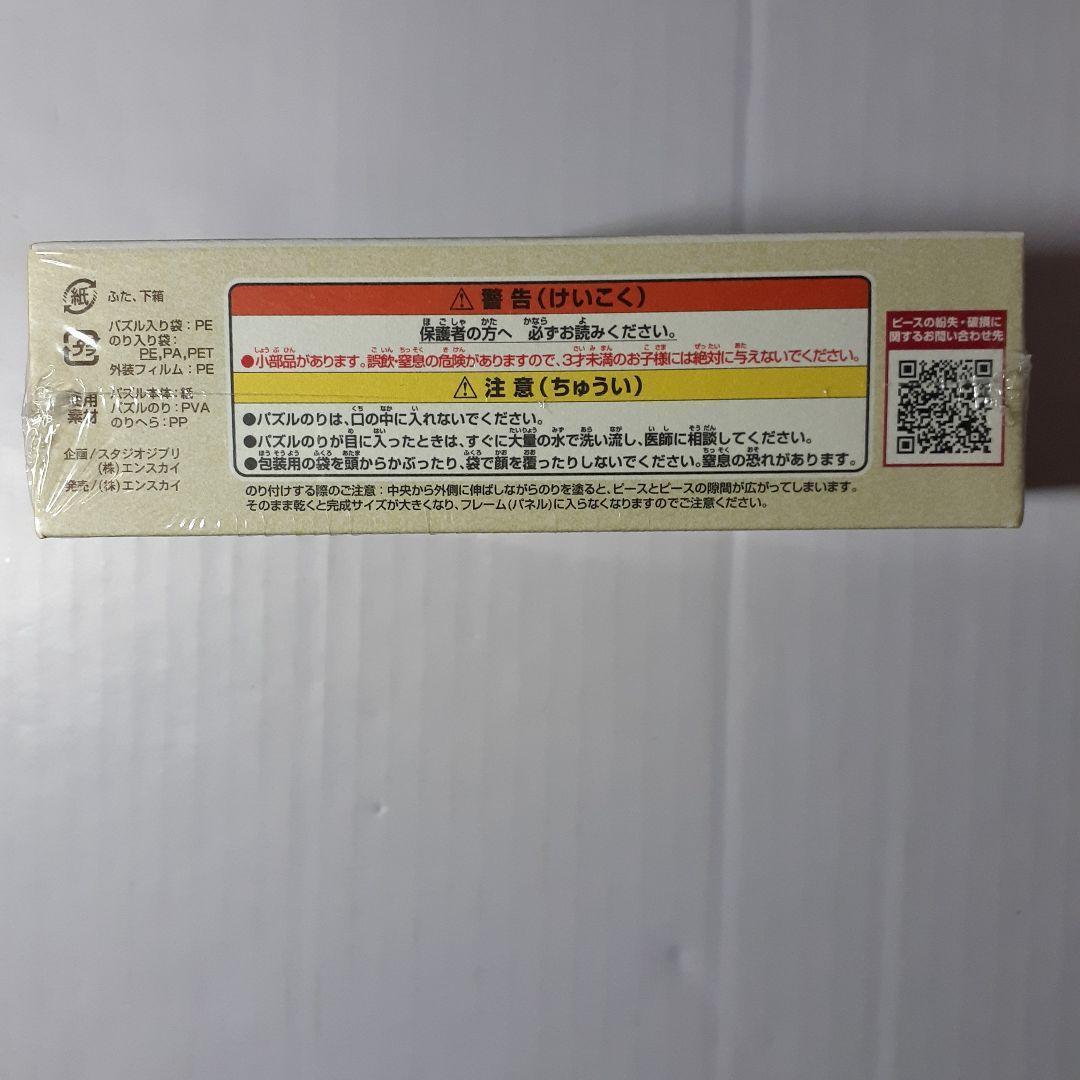 紙 ふた、下箱
プラ
パズル入り袋：PE
のり入り袋：
PE,PA,PET
外装フィルム：PE
使用素材
パズル本体：紙
パズルのり：PVA
のりへら：PP
企画/スタジオジブリ
(株)エンスカイ
発売/(株)エンスカイ
警告(けいこく)
保護者の方へ 必ずお読みください。
●小部品があります。誤飲・窒息の危険がありますので、3才未満のお子様には絶対に与えないでください。
注意(ちゅうい)
●パズルのりは、口の中に入れないでください。
●パズルのりが目に入ったときは、すぐに大量の水で洗い流し、医師に相談してください。
●包装用の袋を頭からかぶったり、袋で顔を覆ったりしないでください。窒息の恐れがあります。
のり付けする際のご注意：中央から外側に伸ばしながらのりを塗ると、ピースとピースの隙間が広がってしまいます。
そのまま乾くと完成サイズが大きくなり、フレーム(パネル)に入らなくなりますのでご注意ください。
ピースの紛失・破損に
関するお問い合わせ先